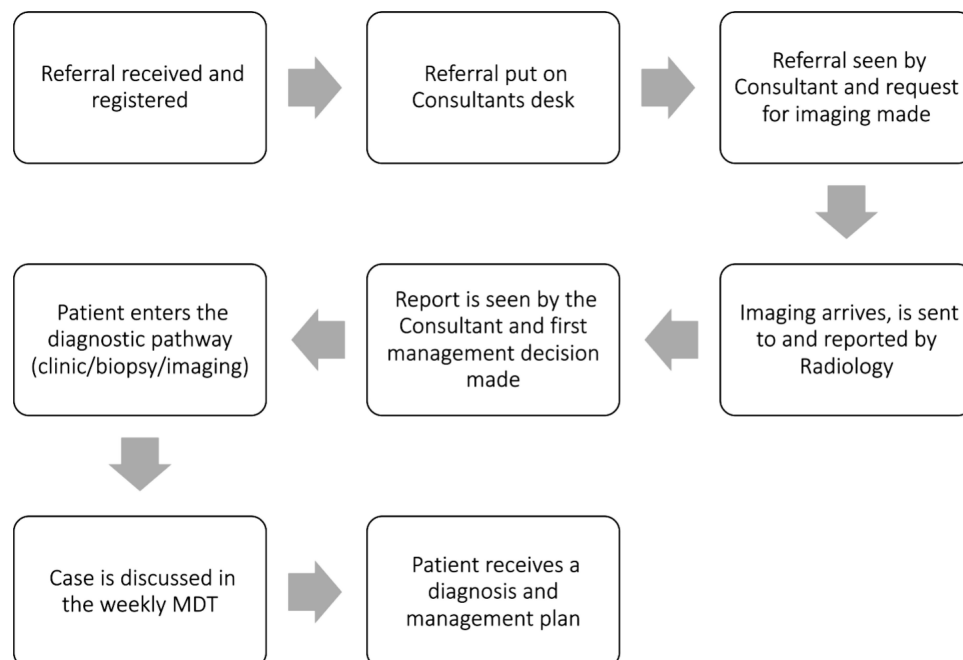 Referral received and
registered
Referral put on
Consultants desk
Referral seen by
Consultant and request
for imaging made
Imaging arrives, is sent
to and reported by
Radiology
Report is seen by the
Consultant and first
management decision
made
Patient enters the
diagnostic pathway
(clinic/biopsy/imaging)
Case is discussed in
the weekly MDT
Patient receives a
diagnosis and
management plan